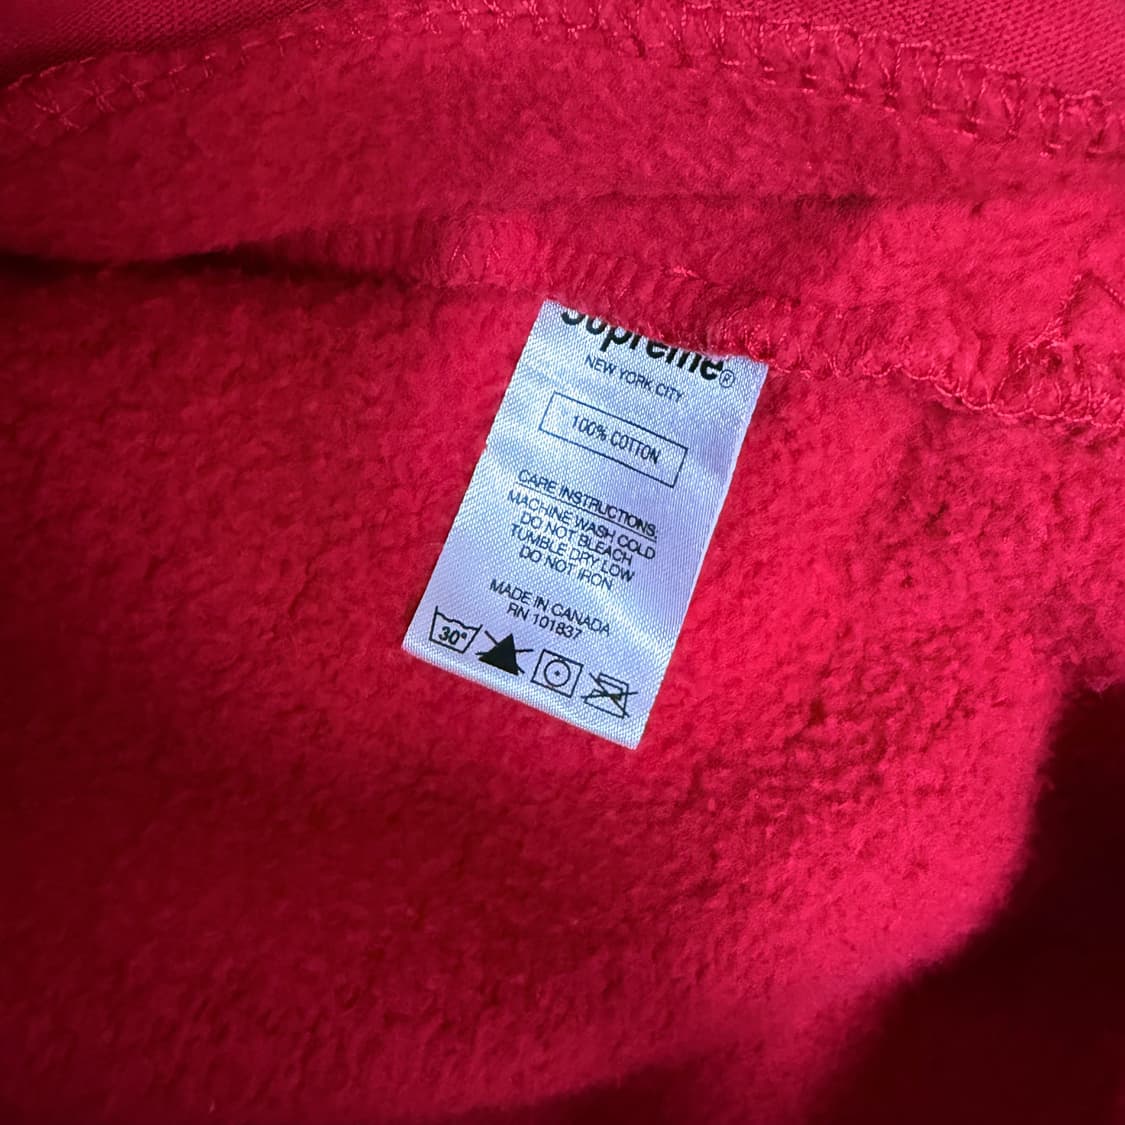 Supreme®
NEW YORK CITY
100% COTTON
CARE INSTRUCTIONS:
MACHINE WASH COLD
DO NOT BLEACH
TUMBLE DRY LOW
DO NOT IRON
MADE IN CANADA
RN 101837
30°